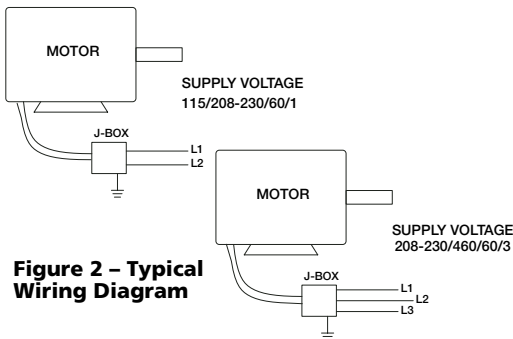 MOTOR
SUPPLY VOLTAGE
115/208-230/60/1
J-BOX
L1
L2
MOTOR
SUPPLY VOLTAGE
208-230/460/60/3
Figure 2 – Typical
Wiring Diagram
J-BOX
L1
L2
L3